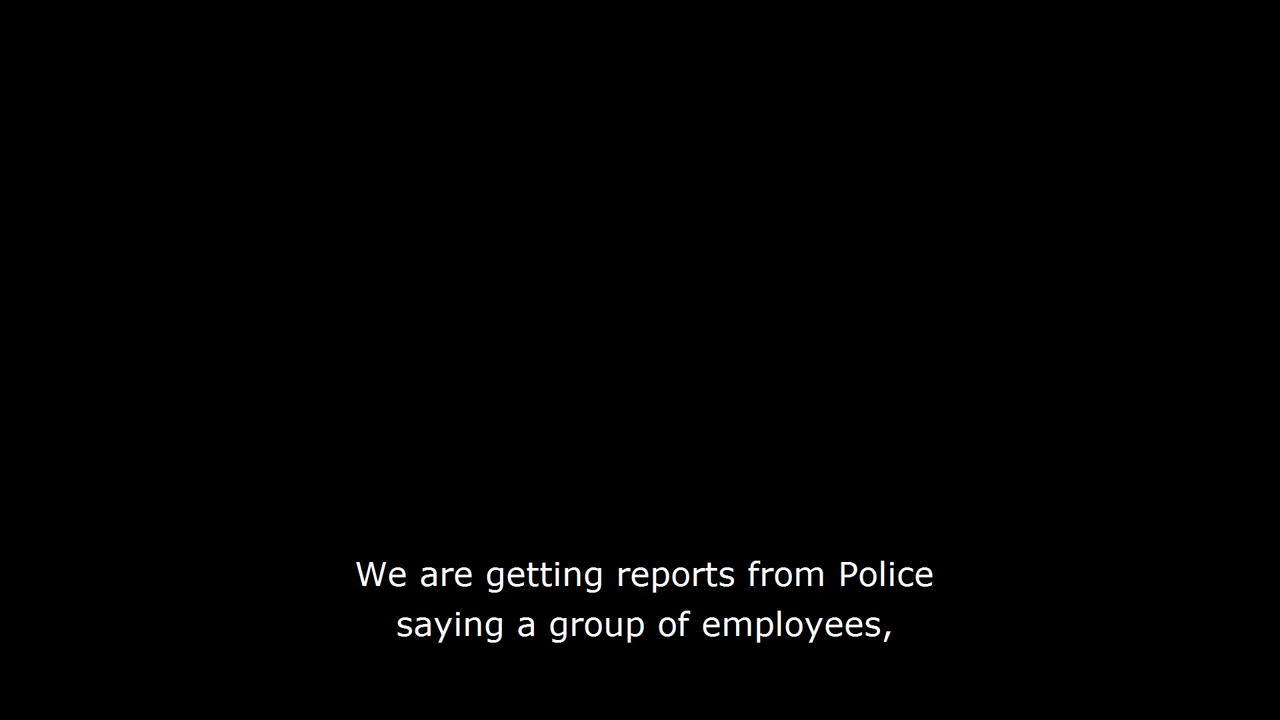 We are getting reports from Police
saying a group of employees,